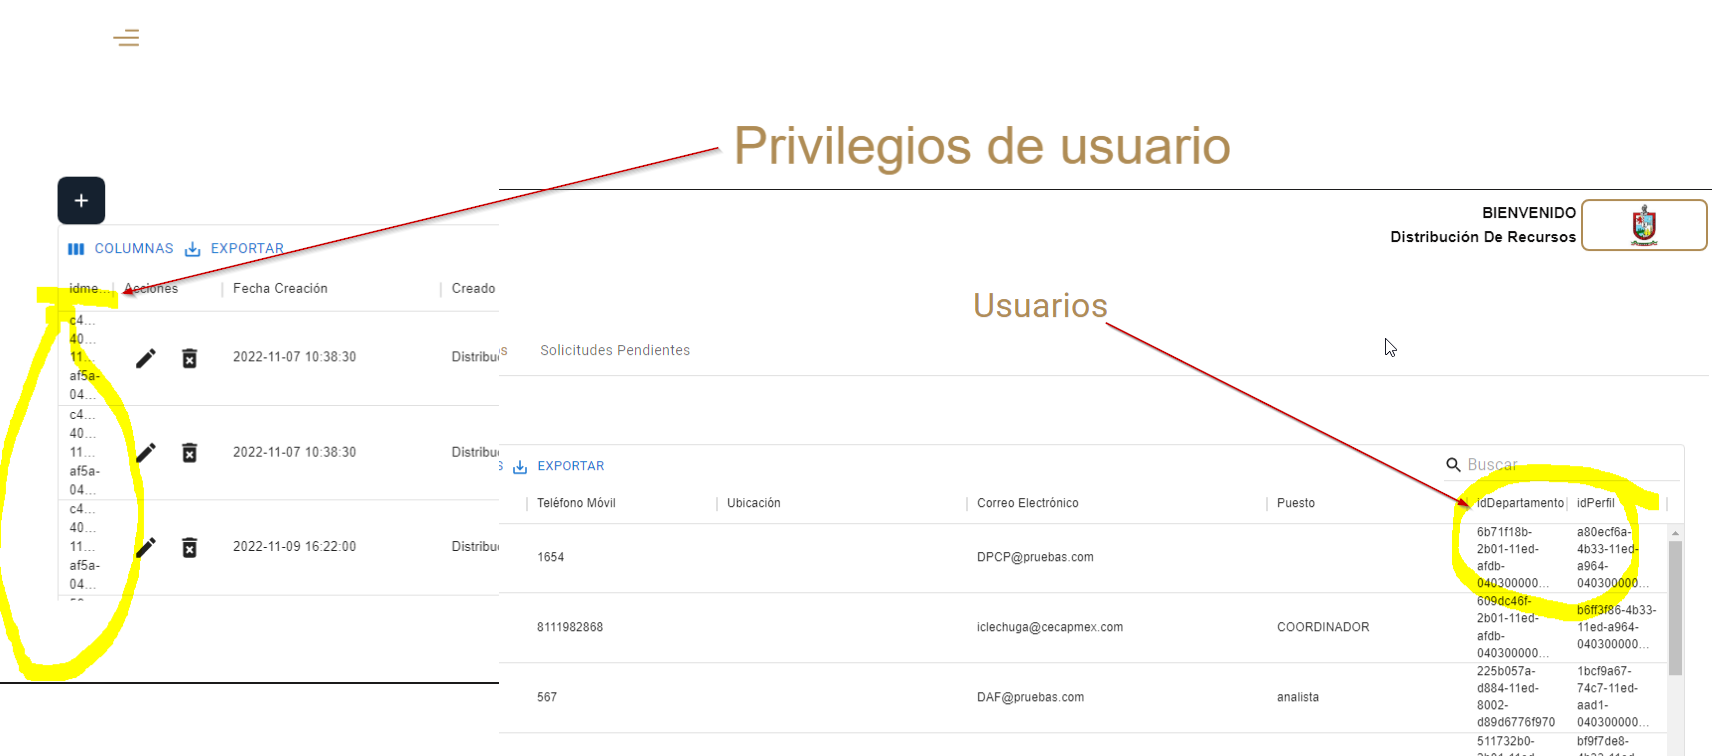 Privilegios de usuario
+
COLUMNAS EXPORTAR
idme... Acciones Fecha Creación Creado
c4...
40...
11...
af5a-
04...
2022-11-07 10:38:30 Distribu
c4...
40...
11...
af5a-
04...
2022-11-07 10:38:30 Distribu
c4...
40...
11...
af5a-
04...
2022-11-09 16:22:00 Distribu
BIENVENIDO
Distribución De Recursos
Usuarios
s Solicitudes Pendientes
S EXPORTAR
Buscar
Teléfono Móvil Ubicación Correo Electrónico Puesto idDepartamento idPerfil
1654 DPCP@pruebas.com
6b71f18b-
2b01-11ed-
afdb-
040300000...
a80ecf6a-
4b33-11ed-
a964-
040300000...
8111982868 iclechuga@cecapmex.com COORDINADOR
609dc46f-
2b01-11ed-
afdb-
040300000...
b6ff3f86-4b33-
11ed-a964-
040300000...
567 DAF@pruebas.com analista
225b057a-
d884-11ed-
8002-
d89d6776f970
1bcf9a67-
74c7-11ed-
aad1-
040300000...
511732b0-
bf9f7de8-